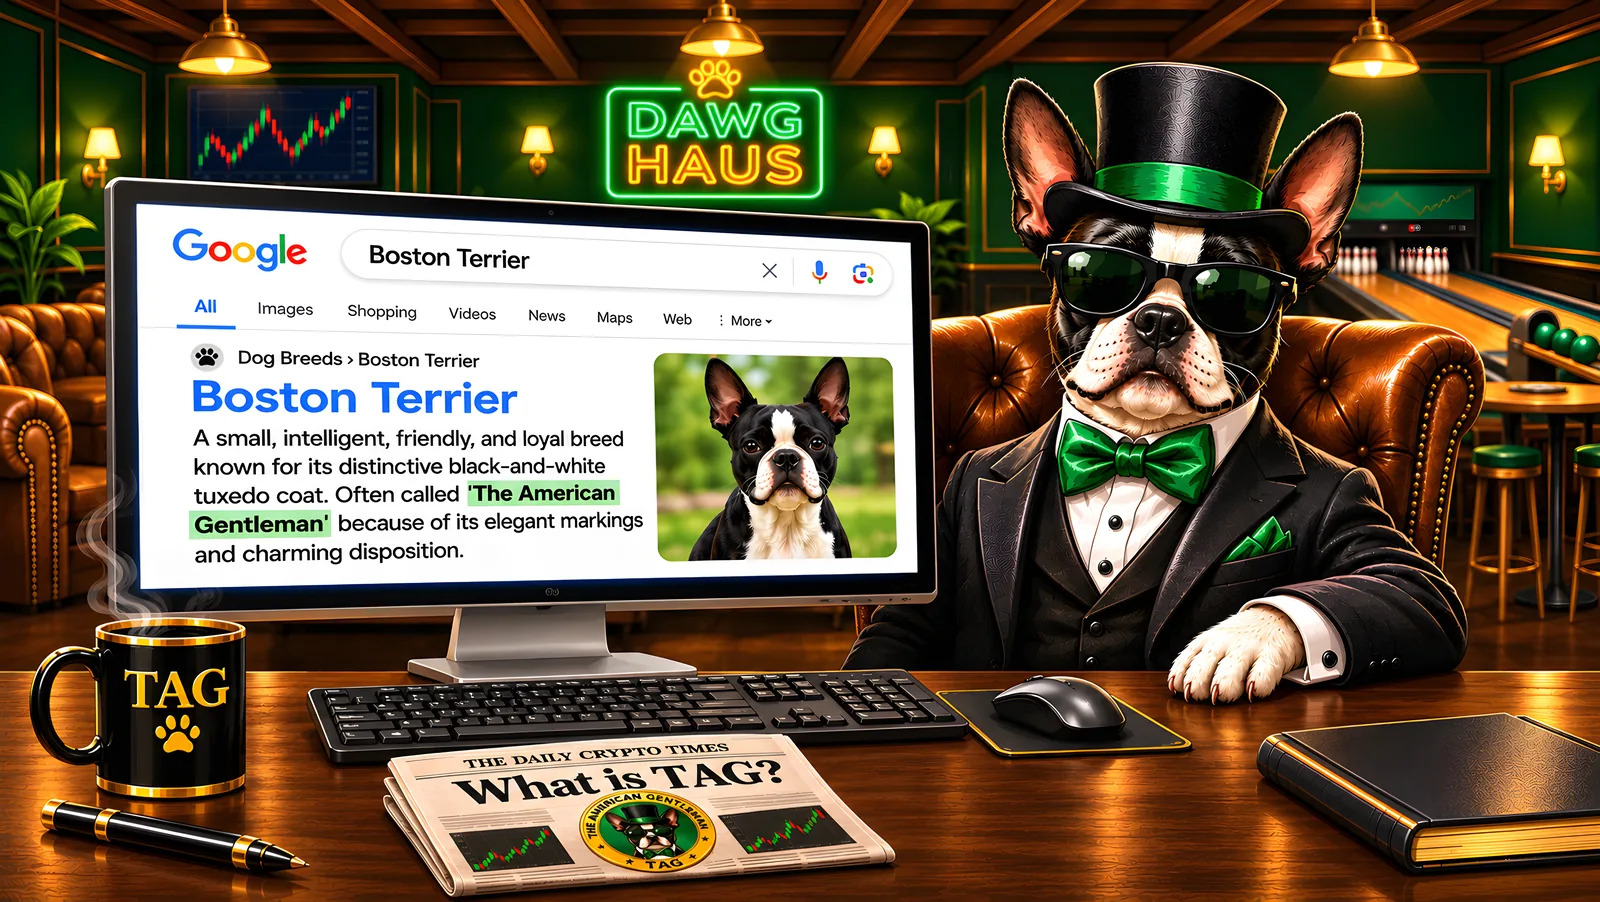 DAWG
HAUS
Google
Boston Terrier
All Images Shopping Videos News Maps Web More
Dog Breeds › Boston Terrier
Boston Terrier
A small, intelligent, friendly, and loyal breed
known for its distinctive black-and-white
tuxedo coat. Often called 'The American
Gentleman' because of its elegant markings
and charming disposition.
TAG
THE DAILY CRYPTO TIMES
What is TAG?
THE AMERICAN GENTLEMAN
TAG